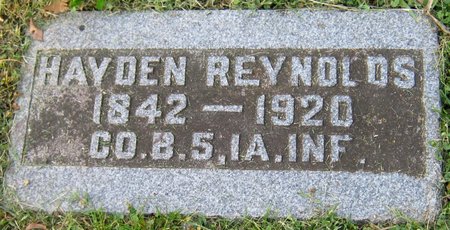 HAYDEN REYNOLDS
1842 — 1920
CO.B.5,IA.INF.